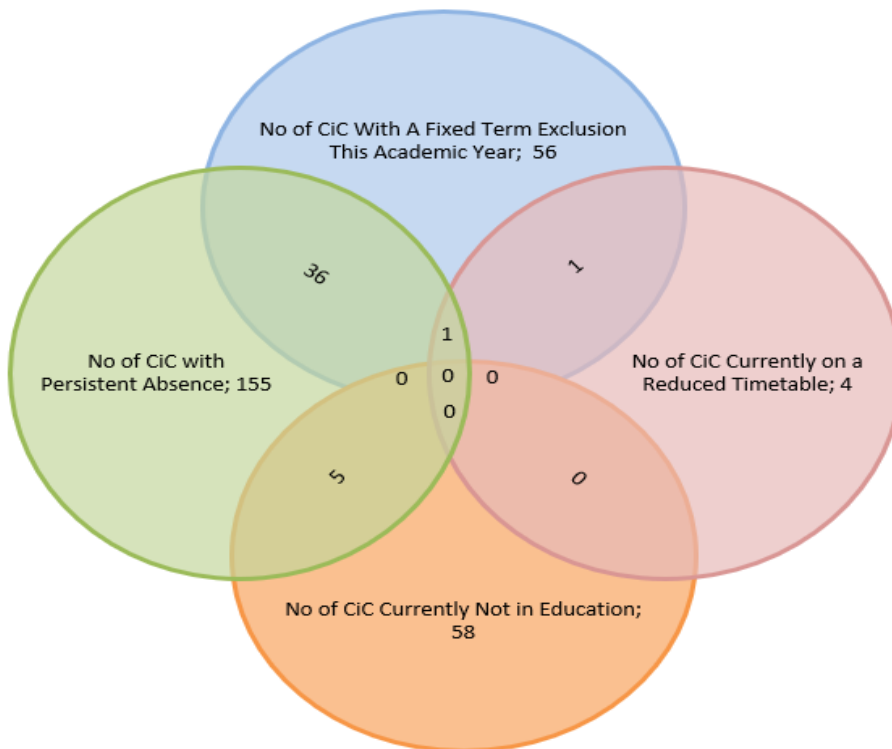 No of CiC With A Fixed Term Exclusion
This Academic Year; 56
36
1
1
No of CiC with
Persistent Absence; 155
0
0
0
No of CiC Currently on a
Reduced Timetable; 4
0
5
0
No of CiC Currently Not in Education;
58